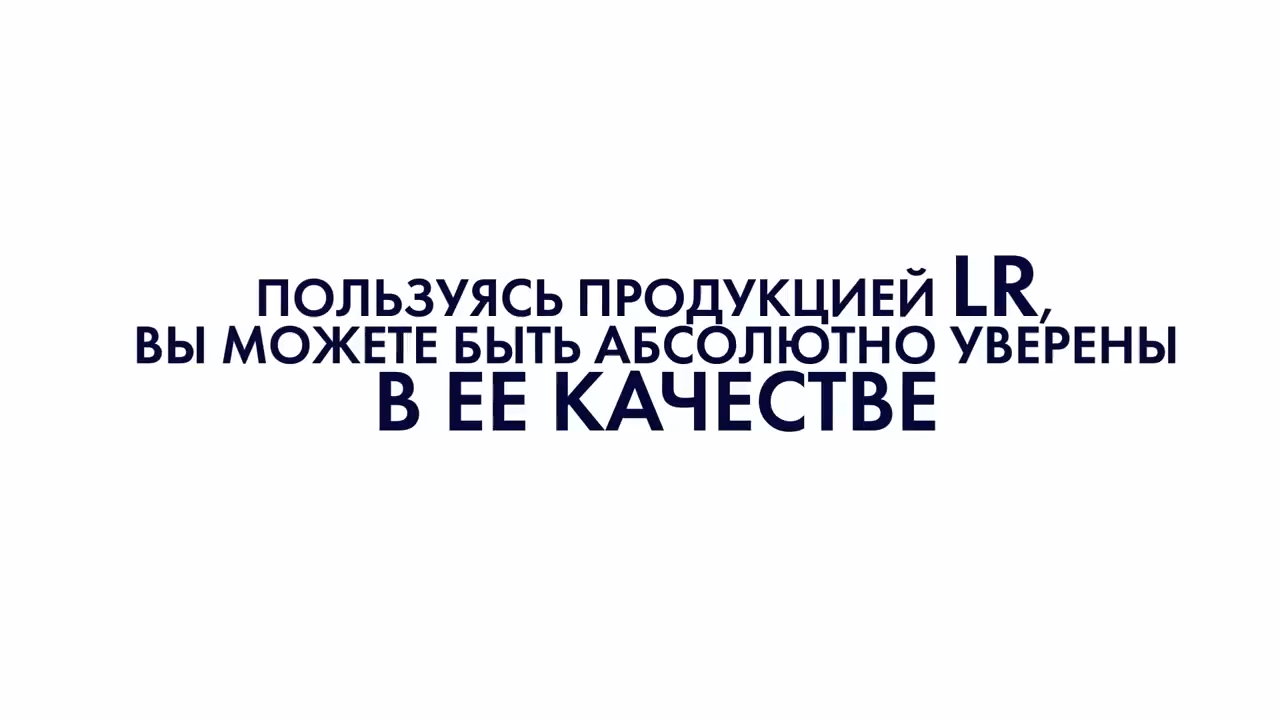 ПОЛЬЗУЯСЬ ПРОДУКЦИЕЙ LR,
ВЫ МОЖЕТЕ БЫТЬ АБСОЛЮТНО УВЕРЕНЫ
В ЕЕ КАЧЕСТВЕ